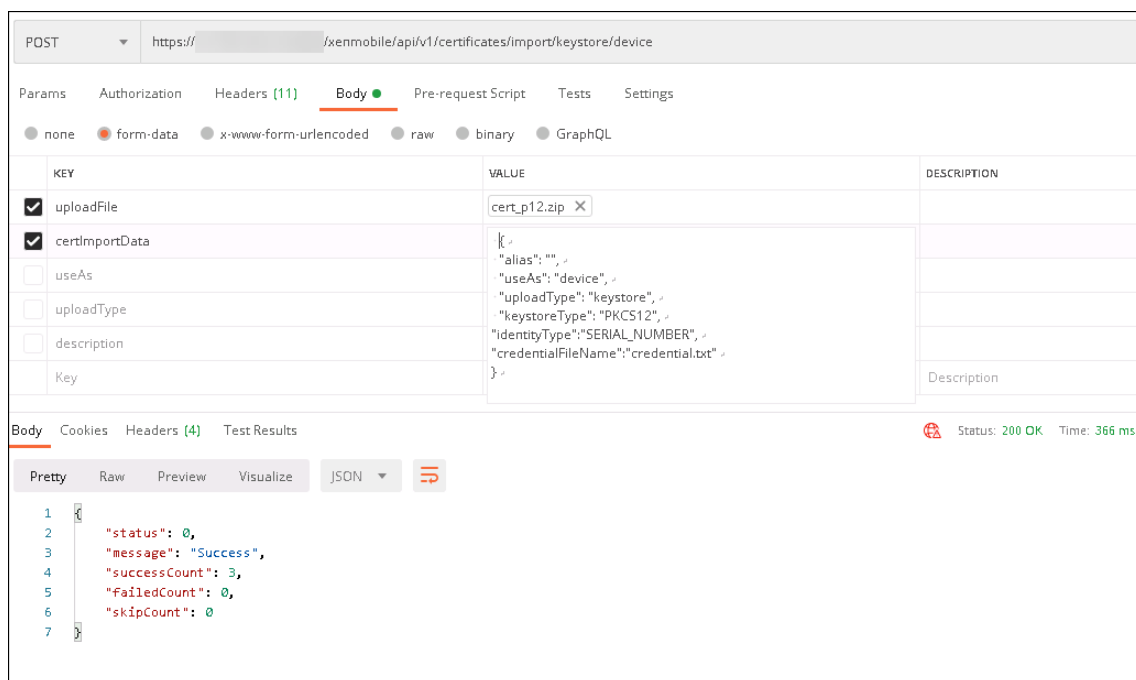 POST https:// /xenmobile/api/v1/certificates/import/keystore/device
Params Authorization Headers (11) Body Pre-request Script Tests Settings
none form-data x-www-form-urlencoded raw binary GraphQL
KEY VALUE DESCRIPTION
uploadFile cert_p12.zip
certImportData
{
"alias": "",
"useAs": "device",
"uploadType": "keystore",
"keystoreType": "PKCS12",
"identityType":"SERIAL_NUMBER",
"credentialFileName":"credential.txt"
}
useAs
uploadType
description
Key Description
Body Cookies Headers (4) Test Results Status: 200 OK Time: 366 ms
Pretty Raw Preview Visualize JSON
1 {
2 "status": 0,
3 "message": "Success",
4 "successCount": 3,
5 "failedCount": 0,
6 "skipCount": 0
7 }